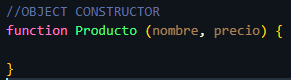 //OBJECT CONSTRUCTOR
function Producto (nombre, precio) {
}